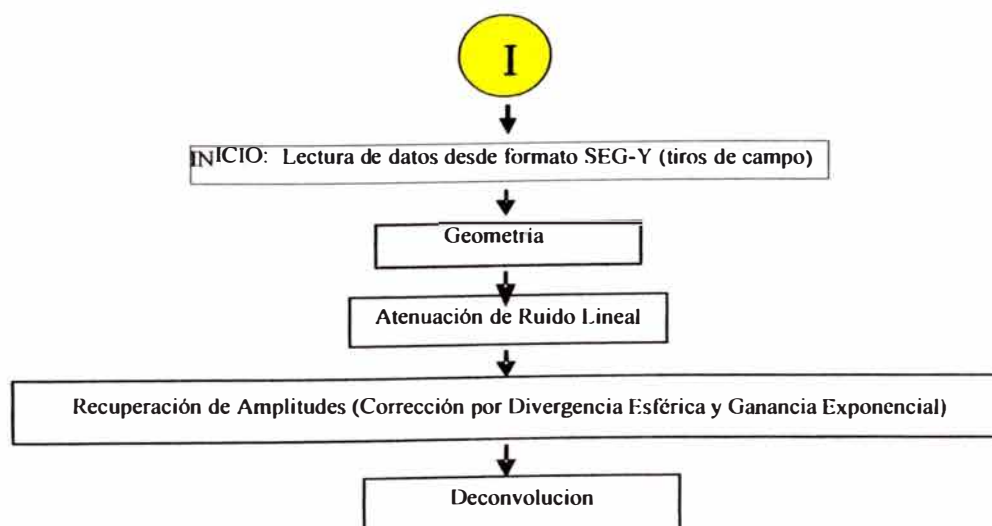 I
INICIO: Lectura de datos desde formato SEG-Y (tiros de campo)
Geometria
Atenuación de Ruido Lineal
Recuperación de Amplitudes (Corrección por Divergencia Esférica y Ganancia Exponencial)
Deconvolucion